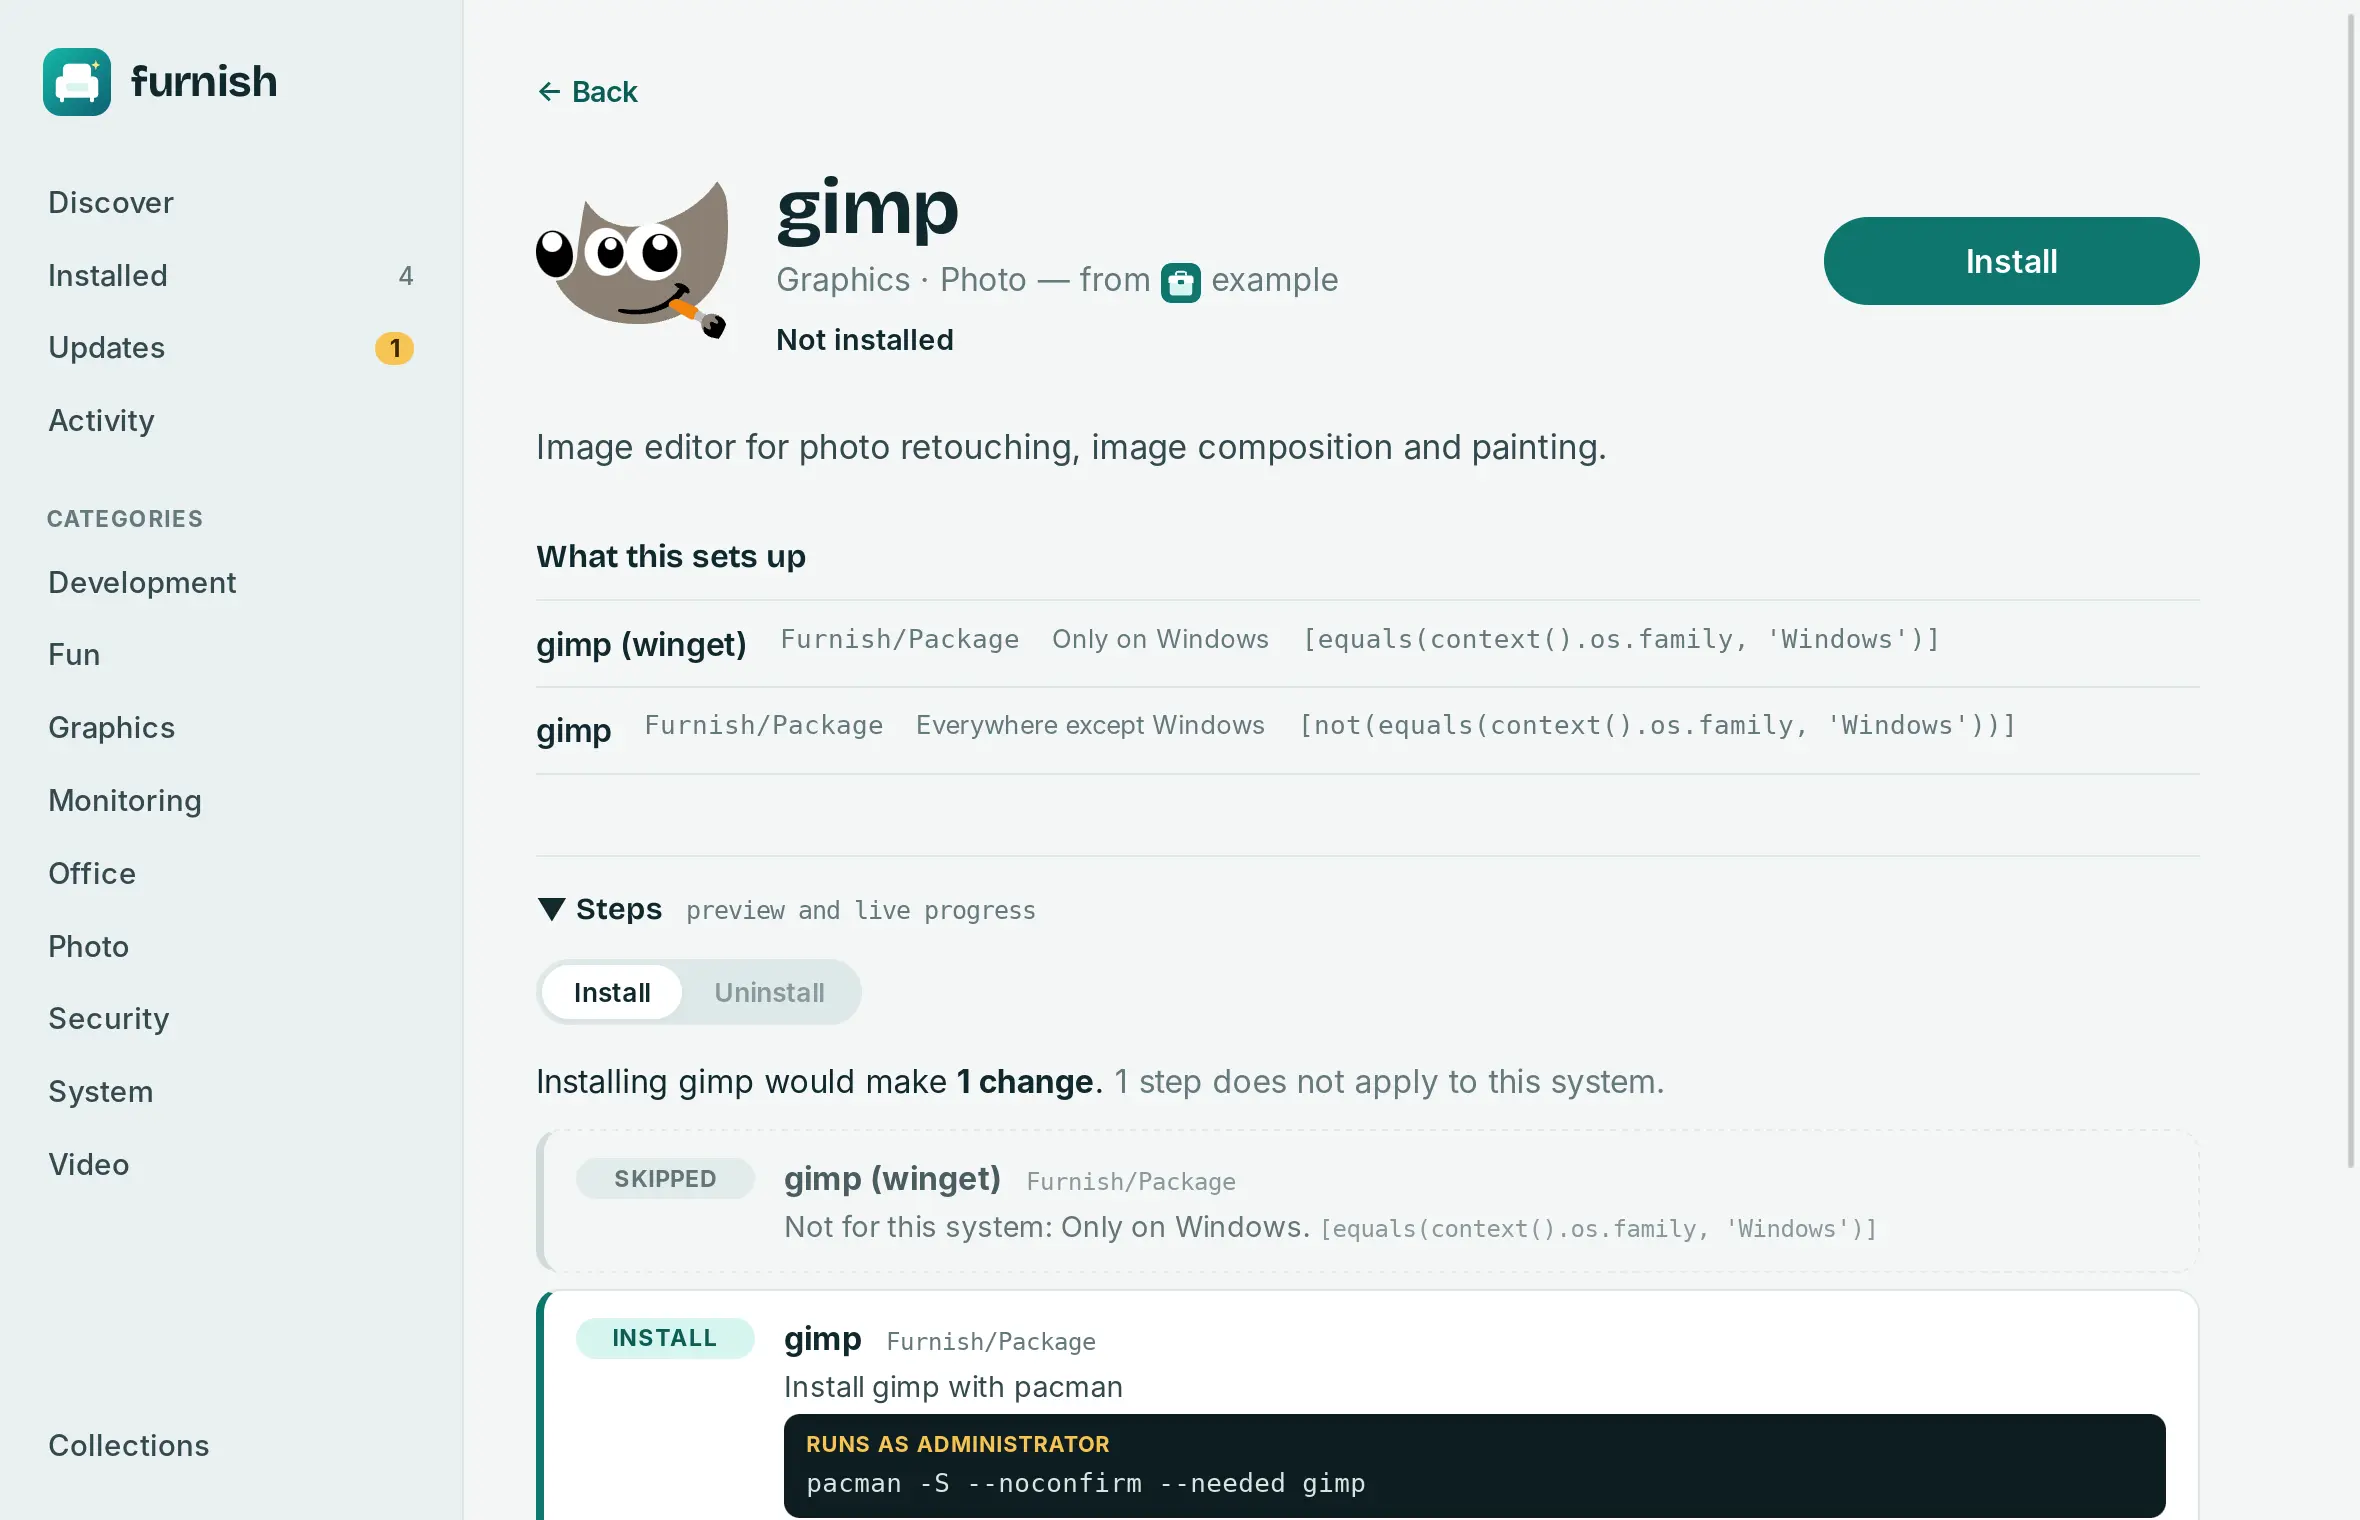 furnish
Discover
Installed 4
Updates 1
Activity
CATEGORIES
Development
Fun
Graphics
Monitoring
Office
Photo
Security
System
Video
Collections
← Back
gimp
Graphics · Photo — from example
Not installed
Install
Image editor for photo retouching, image composition and painting.
What this sets up
gimp (winget) Furnish/Package Only on Windows [equals(context().os.family, 'Windows')]
gimp Furnish/Package Everywhere except Windows [not(equals(context().os.family, 'Windows'))]
▼ Steps preview and live progress
Install Uninstall
Installing gimp would make 1 change. 1 step does not apply to this system.
SKIPPED gimp (winget) Furnish/Package
Not for this system: Only on Windows. [equals(context().os.family, 'Windows')]
INSTALL gimp Furnish/Package
Install gimp with pacman
RUNS AS ADMINISTRATOR
pacman -S --noconfirm --needed gimp